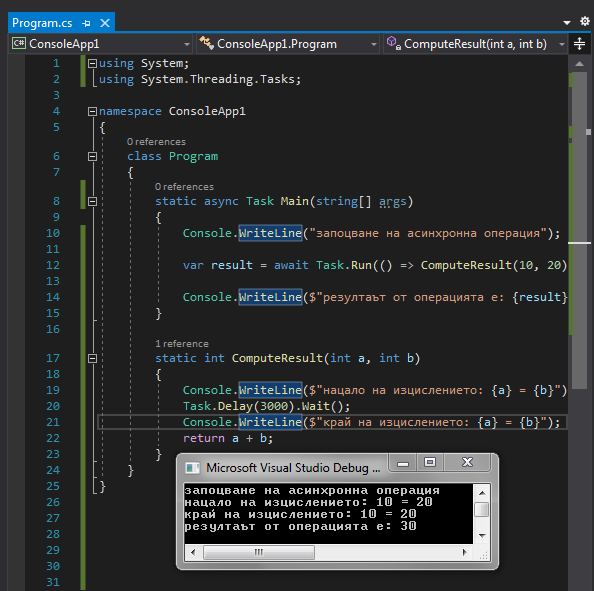 Program.cs
ConsoleApp1
ConsoleApp1.Program
ComputeResult(int a, int b)
1 using System;
2 using System.Threading.Tasks;
3
4 namespace ConsoleApp1
5 {
0 references
6 class Program
7 {
0 references
8 static async Task Main(string[] args)
9 {
10 Console.WriteLine("запоцване на асинхронна операция");
11
12 var result = await Task.Run(() => ComputeResult(10, 20)
13
14 Console.WriteLine($"резултаът от операцията е: {result}
15 }
16
1 reference
17 static int ComputeResult(int a, int b)
18 {
19 Console.WriteLine($"нацало на изцислението: {a} = {b}")
20 Task.Delay(3000).Wait();
21 Console.WriteLine($"край на изцислението: {a} = {b}");
22 return a + b;
23 }
24 }
25 }
26
27
28
29
30
31
Microsoft Visual Studio Debug ...
запоцване на асинхронна операция
нацало на изцислението: 10 = 20
край на изцислението: 10 = 20
резултаът от операцията е: 30